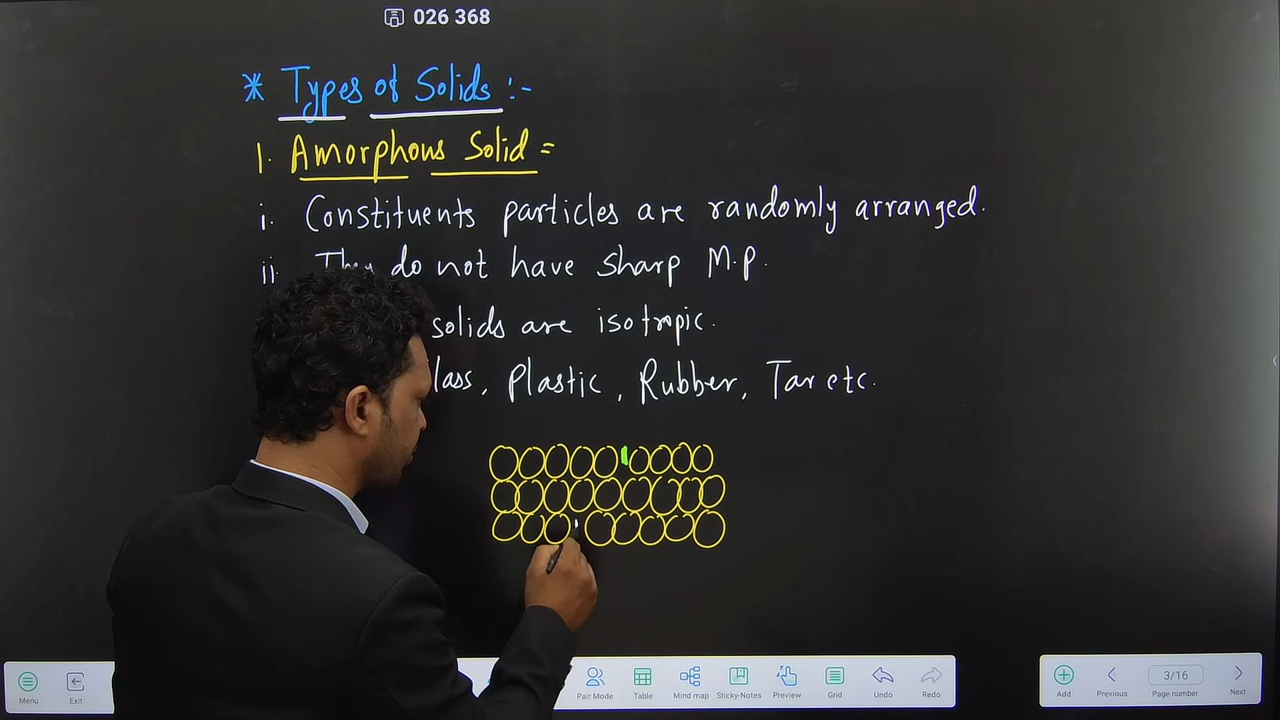 026 368
* Types of Solids :-
1. Amorphous Solid =
i. Constituents particles are randomly arranged.
ii. They do not have sharp M.p.
solids are isotropic.
lass, Plastic, Rubber, Tar etc.
Menu Exit Pair Mode Table Mind map Sticky-Notes Preview Grid Undo Redo Add Previous 3/16 Page number Next